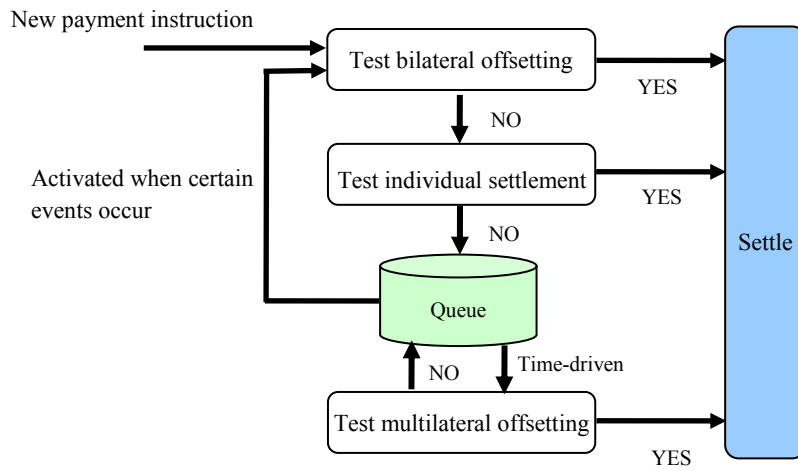 New payment instruction
Test bilateral offsetting
YES
NO
Activated when certain
events occur
Test individual settlement
YES
NO
Settle
Queue
NO
Time-driven
Test multilateral offsetting
YES